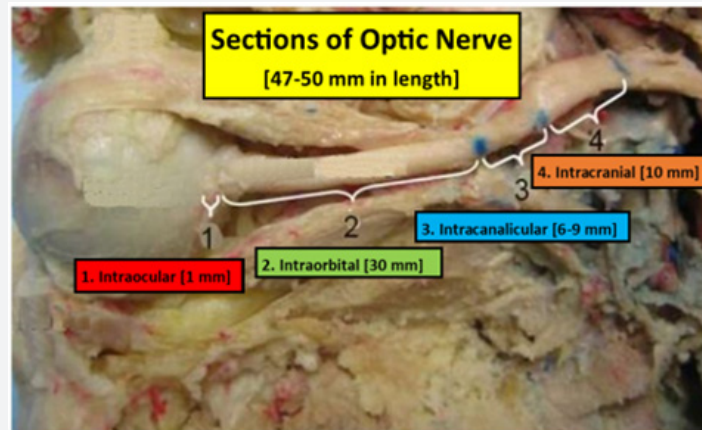 Sections of Optic Nerve
[47-50 mm in length]
4
4. Intracranial [10 mm]
3
2
3. Intracanalicular [6-9 mm]
1
2. Intraorbital [30 mm]
1. Intraocular [1 mm]